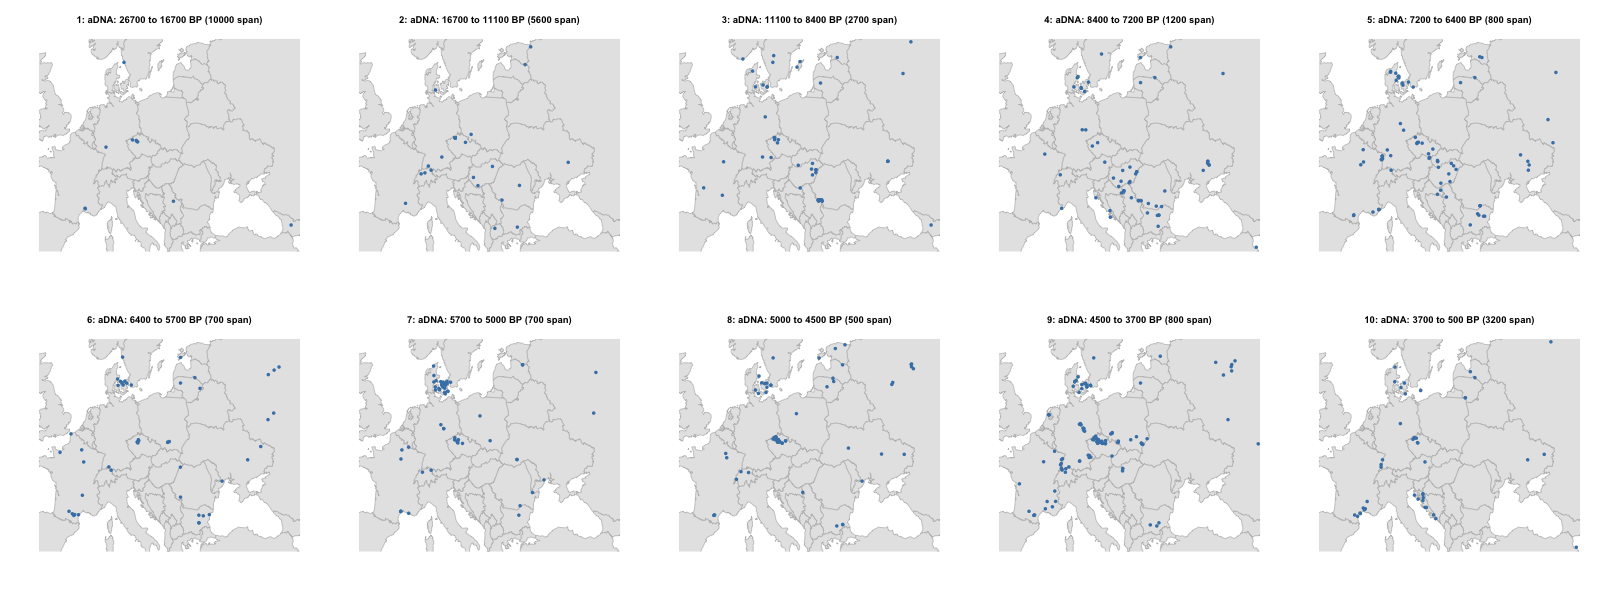 1: aDNA: 26700 to 16700 BP (10000 span)
2: aDNA: 16700 to 11100 BP (5600 span)
3: aDNA: 11100 to 8400 BP (2700 span)
4: aDNA: 8400 to 7200 BP (1200 span)
5: aDNA: 7200 to 6400 BP (800 span)
6: aDNA: 6400 to 5700 BP (700 span)
7: aDNA: 5700 to 5000 BP (700 span)
8: aDNA: 5000 to 4500 BP (500 span)
9: aDNA: 4500 to 3700 BP (800 span)
10: aDNA: 3700 to 500 BP (3200 span)